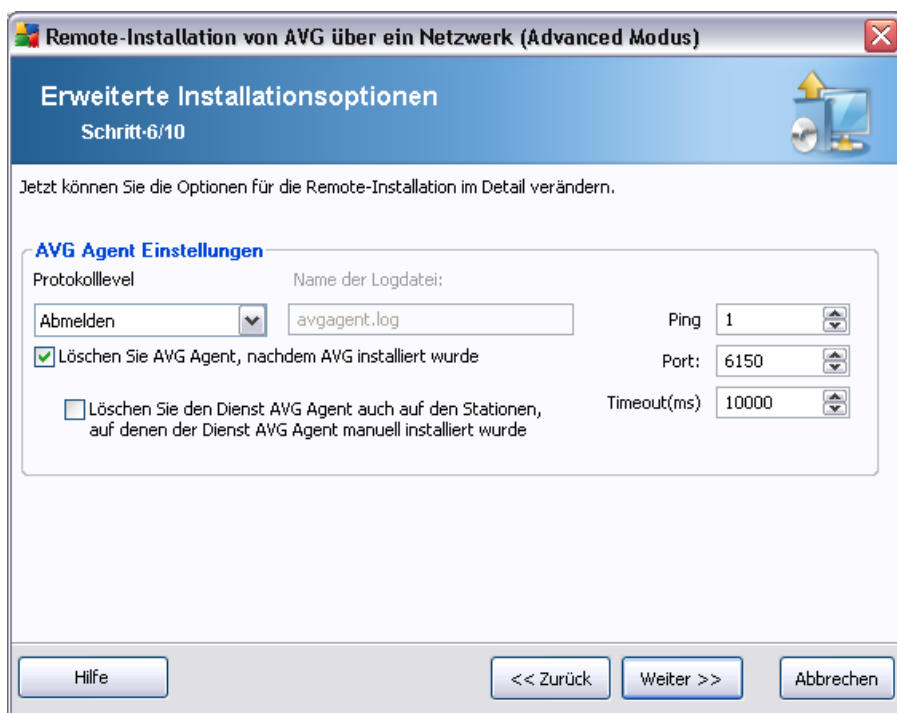 Remote-Installation von AVG über ein Netzwerk (Advanced Modus)
Erweiterte Installationsoptionen
Schritt-6/10
Jetzt können Sie die Optionen für die Remote-Installation im Detail verändern.
AVG Agent Einstellungen
Protokolllevel
Name der Logdatei:
Abmelden
avgagent.log
Ping 1
Löschen Sie AVG Agent, nachdem AVG installiert wurde
Port: 6150
Löschen Sie den Dienst AVG Agent auch auf den Stationen,
auf denen der Dienst AVG Agent manuell installiert wurde
Timeout(ms) 10000
Hilfe
<< Zurück
Weiter >>
Abbrechen